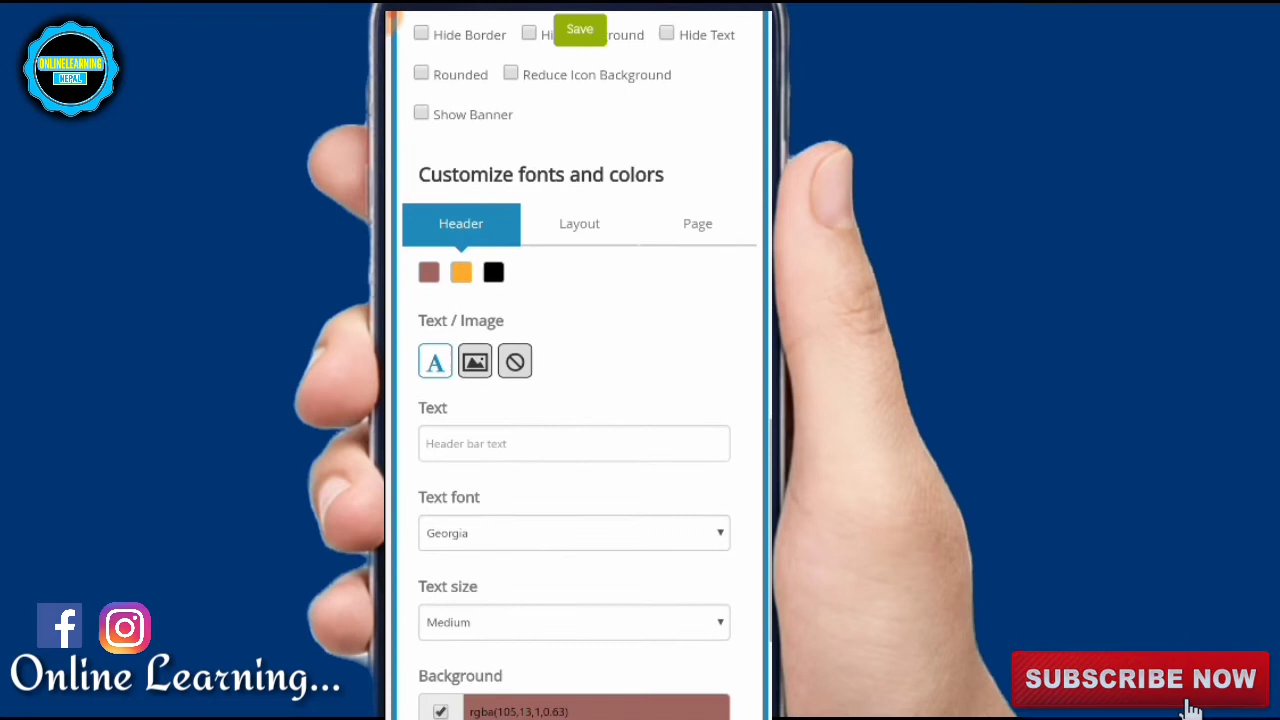 ONLINELEARNING
NEPAL
Save
Hide Border
Hide Text
Rounded
Reduce Icon Background
Show Banner
Customize fonts and colors
Header
Layout
Page
Text / Image
A
Text
Header bar text
Text font
Georgia
Text size
Medium
Background
rgba(105,13,1,0.63)
f
Online Learning...
SUBSCRIBE NOW